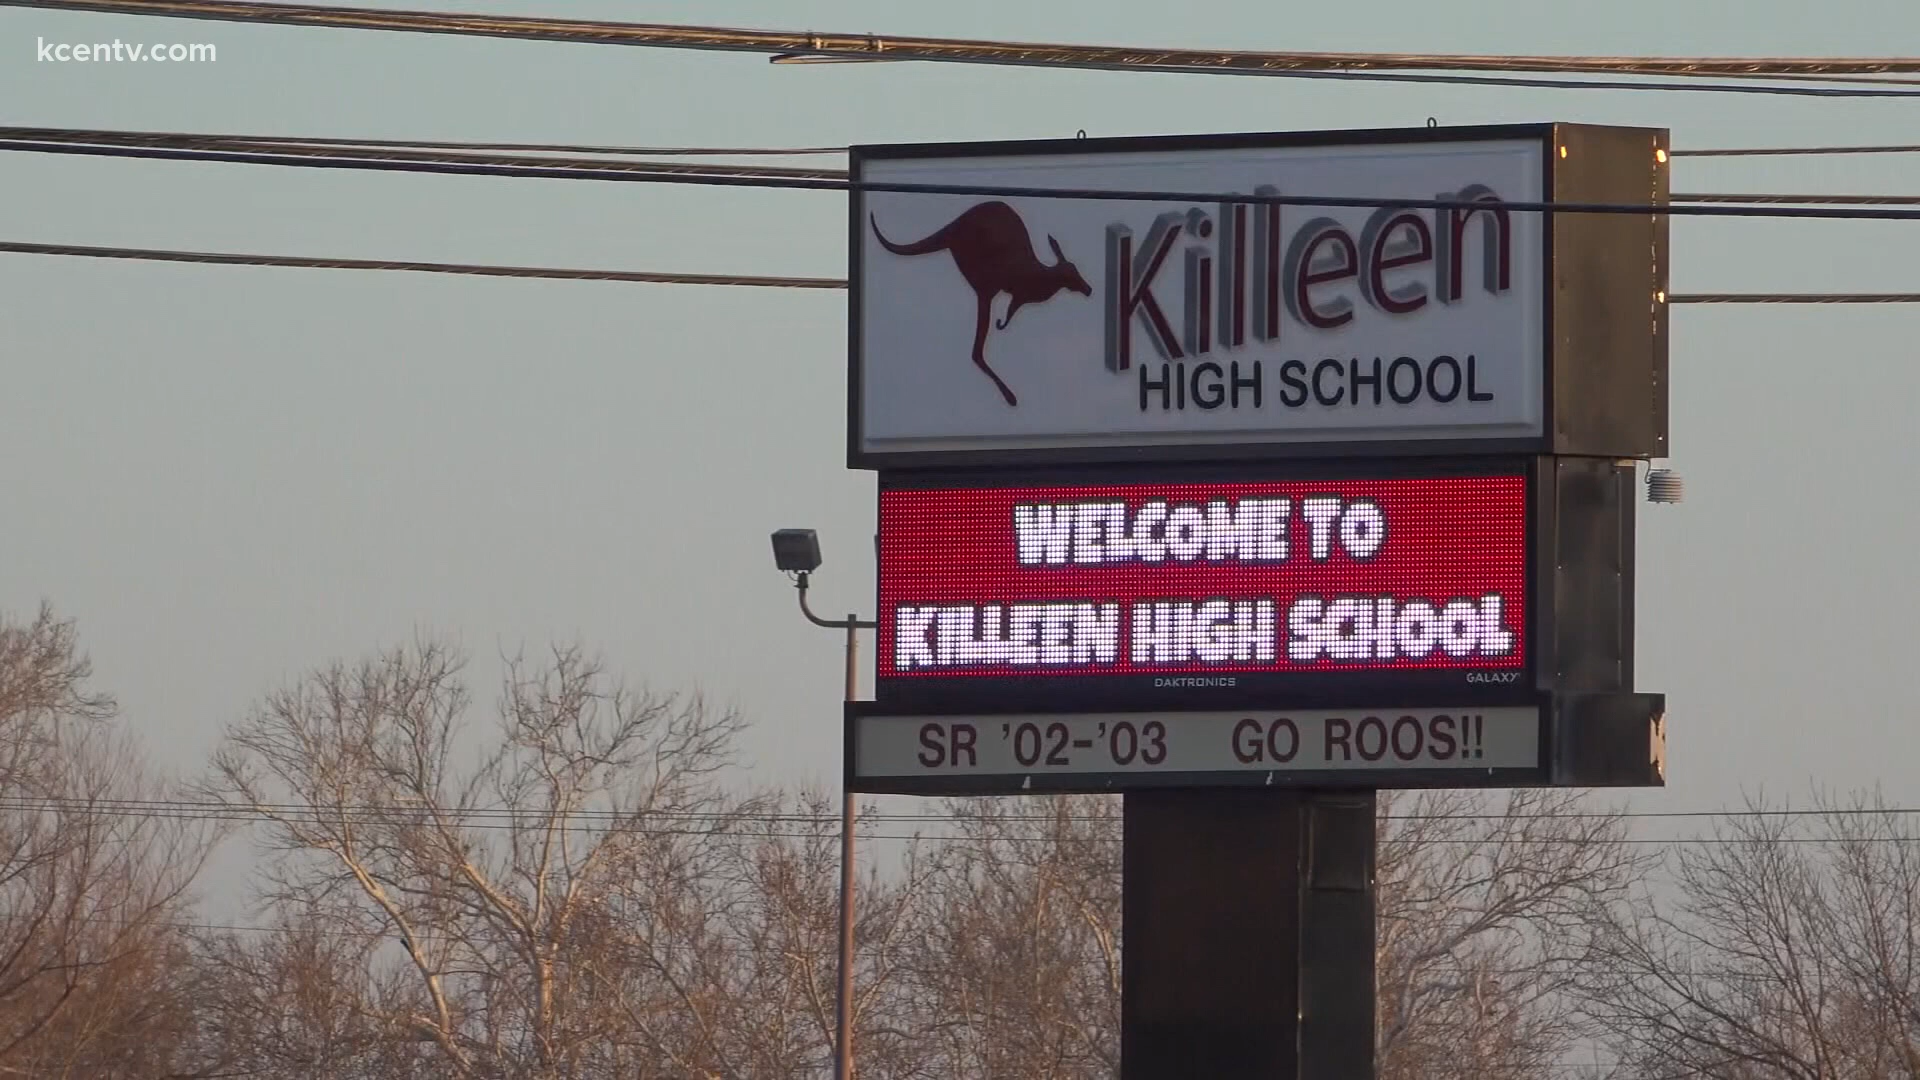 kcentv.com
Killeen
HIGH SCHOOL
WELCOME TO
KILLEEN HIGH SCHOOL
DAKTRONICS GALAXY
SR '02-'03 GO ROOS!!